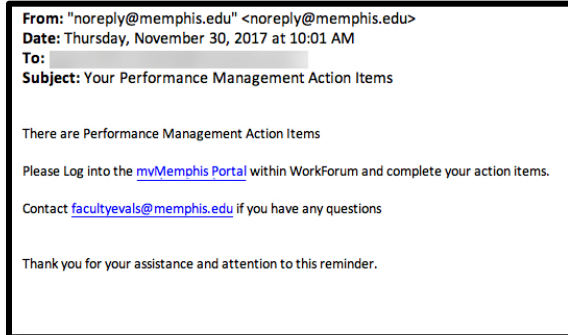 From: "noreply@memphis.edu" <noreply@memphis.edu>
Date: Thursday, November 30, 2017 at 10:01 AM
To:
Subject: Your Performance Management Action Items
There are Performance Management Action Items
Please Log into the myMemphis Portal within WorkForum and complete your action items.
Contact facultyevals@memphis.edu if you have any questions
Thank you for your assistance and attention to this reminder.